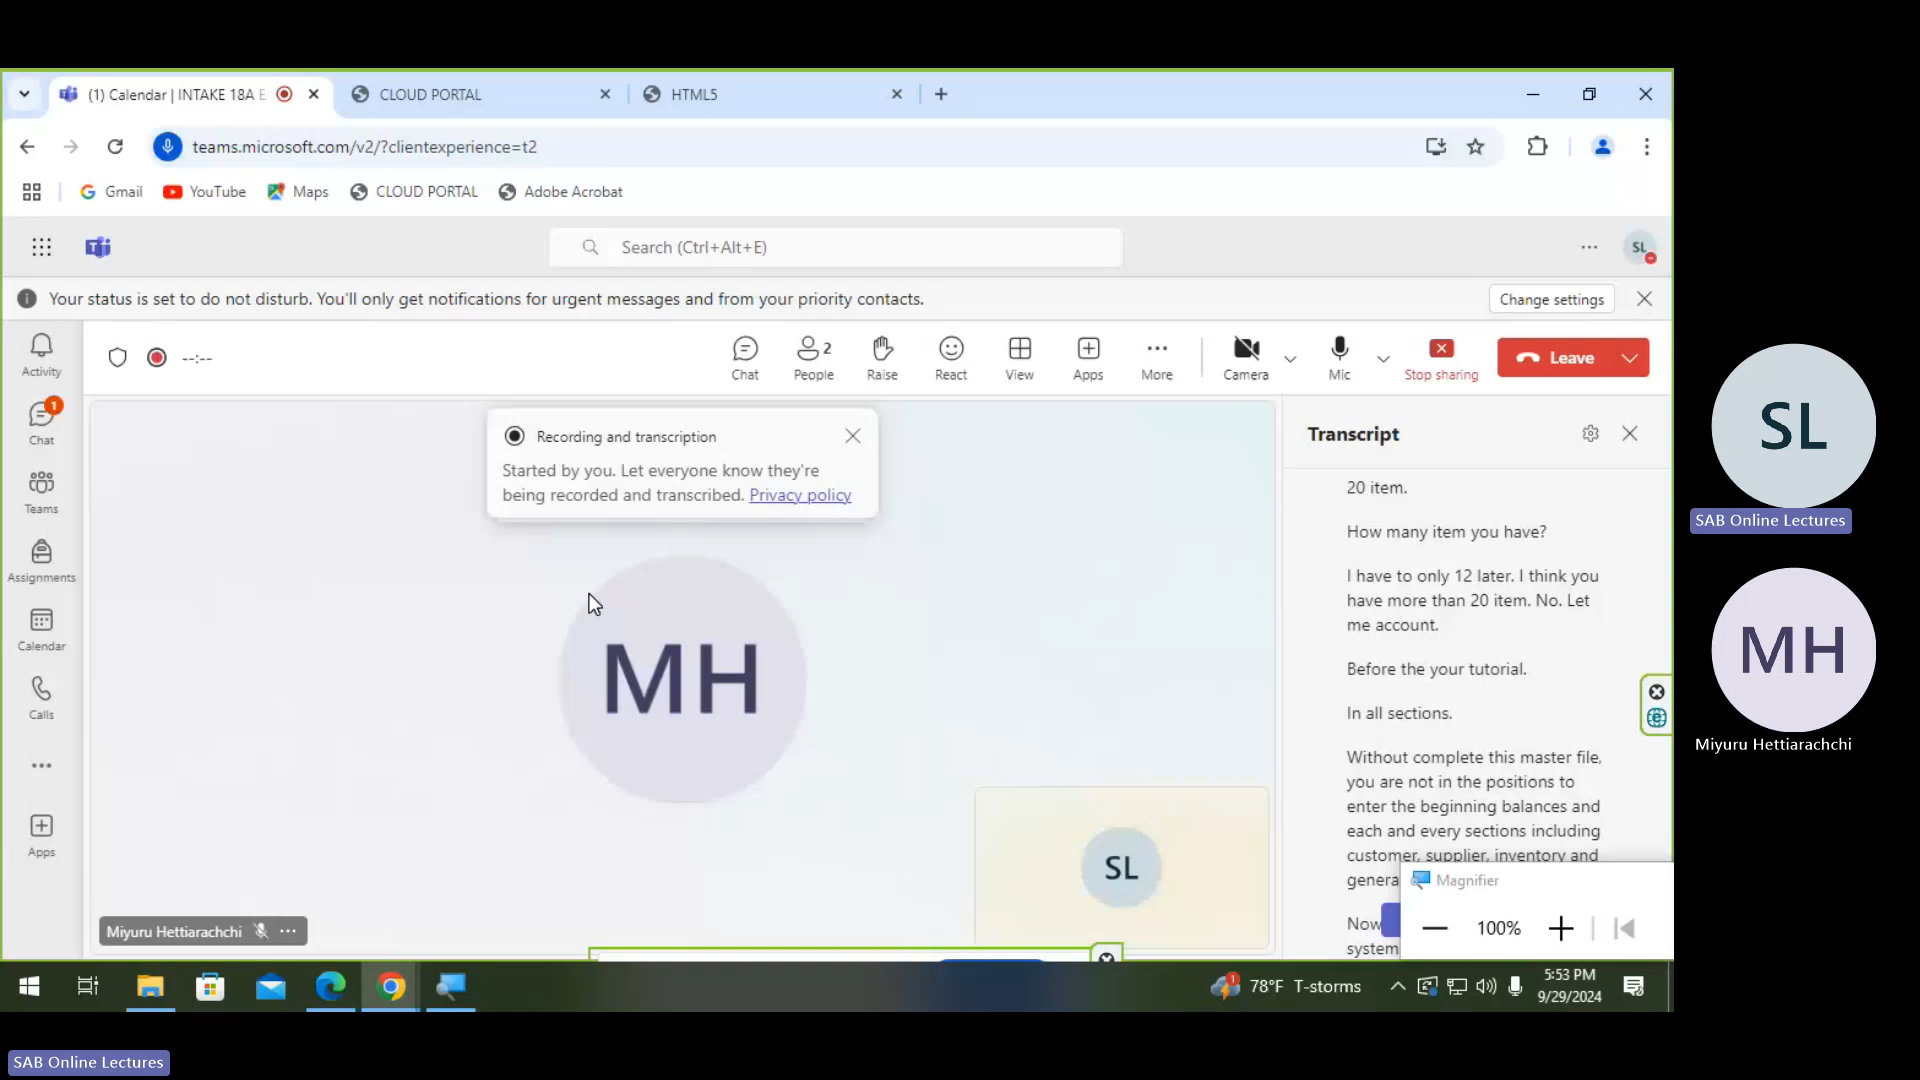 (1) Calendar | INTAKE 18A E
CLOUD PORTAL
HTML5
teams.microsoft.com/v2/?clientexperience=t2
Gmail
YouTube
Maps
CLOUD PORTAL
Adobe Acrobat
Search (Ctrl+Alt+E)
SL
Your status is set to do not disturb. You'll only get notifications for urgent messages and from your priority contacts.
Change settings
--:--
Chat
2
People
Raise
React
View
Apps
More
Camera
Mic
Stop sharing
Leave
Activity
1
Chat
Teams
Assignments
Calendar
Calls
Apps
Recording and transcription
Started by you. Let everyone know they're
being recorded and transcribed. Privacy policy
MH
SL
Miyuru Hettiarachchi
Transcript
20 item.
How many item you have?
I have to only 12 later. I think you
have more than 20 item. No. Let
me account.
Before the your tutorial.
In all sections.
Without complete this master file,
you are not in the positions to
enter the beginning balances and
each and every sections including
customer, supplier, inventory and
genera
Now
system
Magnifier
100%
SL
SAB Online Lectures
MH
Miyuru Hettiarachchi
1
78°F T-storms
5:53 PM
9/29/2024
SAB Online Lectures